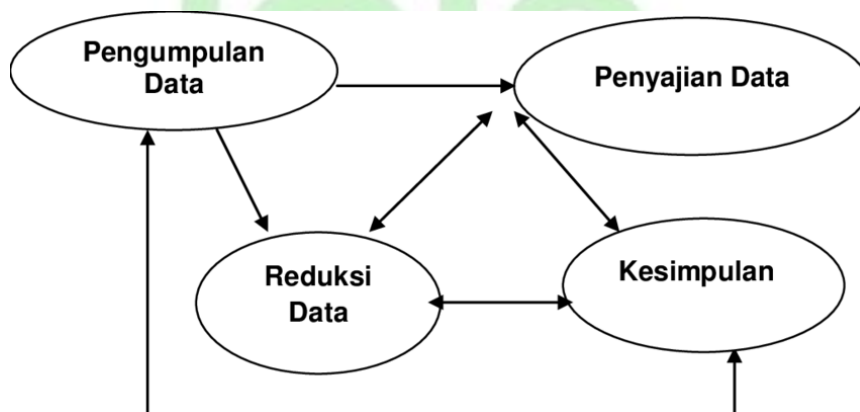 Pengumpulan
Data
Penyajian Data
Reduksi
Data
Kesimpulan